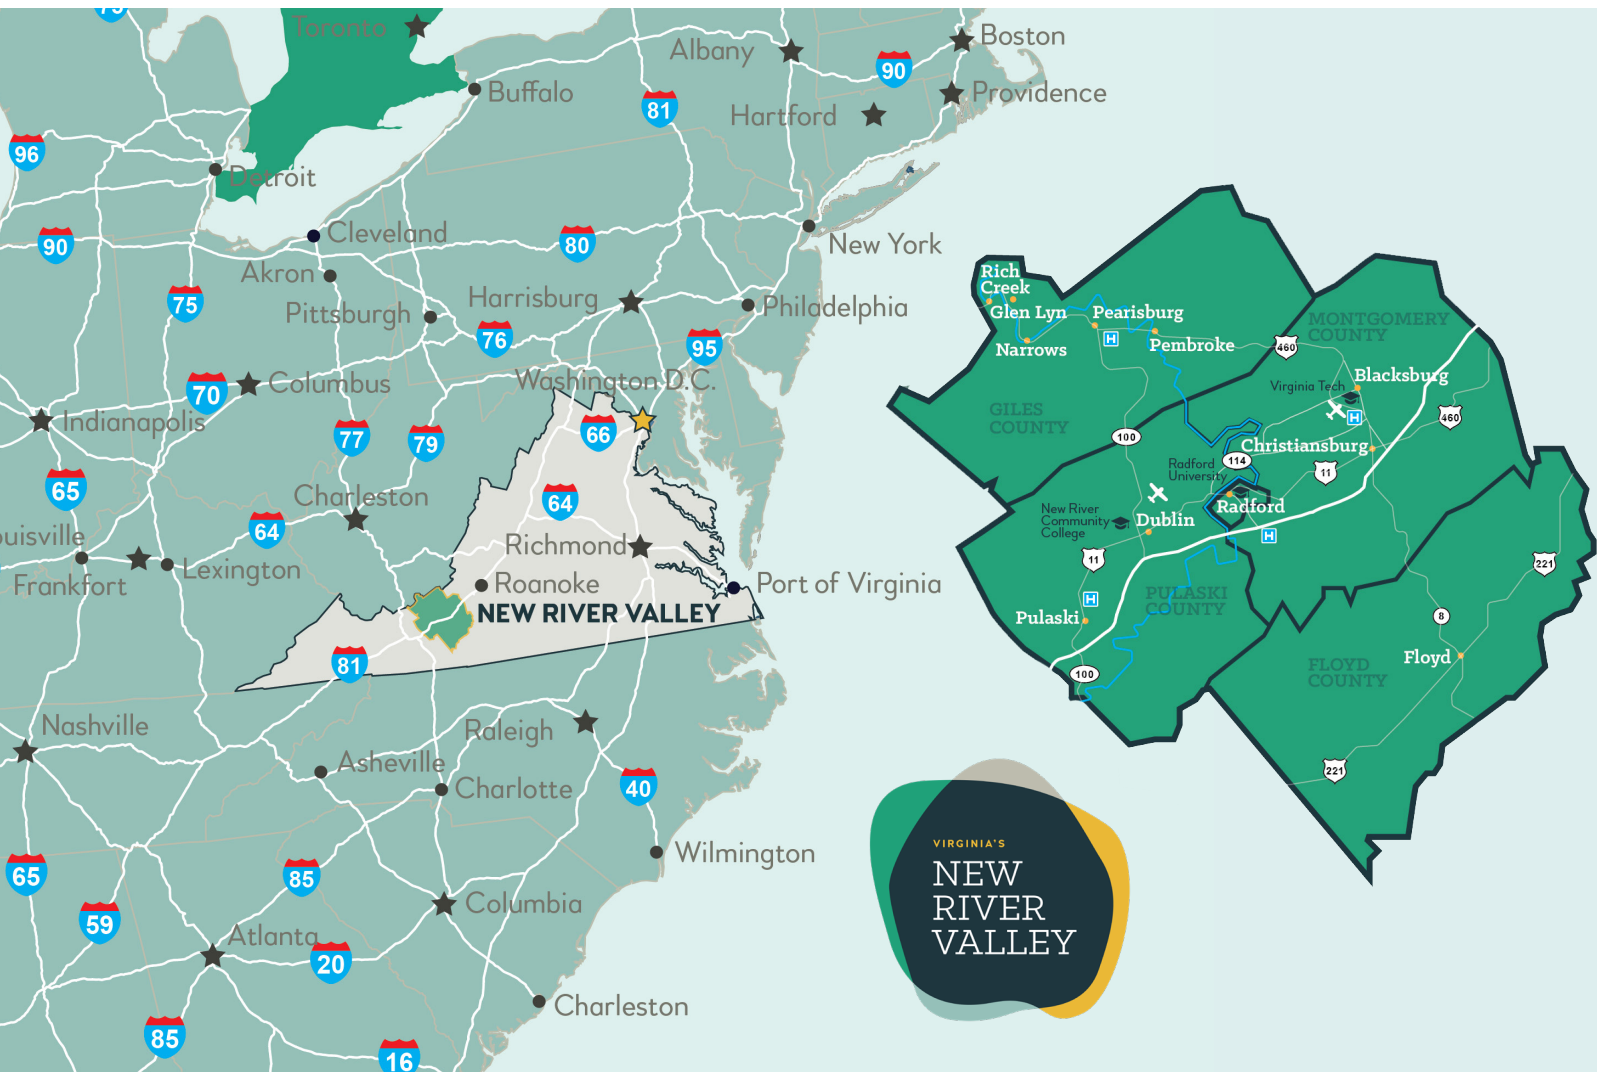 75
Toronto
Albany
Boston
90
Buffalo
81
Hartford
Providence
96
Detroit
90
Cleveland
80
New York
Akron
75
Pittsburgh
Harrisburg
Philadelphia
76
95
70
Columbus
Washington D.C.
Indianapolis
77
79
66
65
Charleston
64
64
ouisville
Frankfort
Lexington
Richmond
Roanoke
Port of Virginia
NEW RIVER VALLEY
81
Nashville
Raleigh
Asheville
Charlotte
40
Wilmington
65
85
59
Columbia
Atlanta
20
Charleston
85
16
Rich
Creek
Glen Lyn
Pearisburg
H
Narrows
Pembroke
MONTGOMERY
COUNTY
460
Virginia Tech
Blacksburg
H
460
GILES
COUNTY
100
Christiansburg
114
11
Radford
University
Radford
New River
Community
College
Dublin
H
11
221
H
PULASKI
COUNTY
Pulaski
8
Floyd
FLOYD
COUNTY
100
221
VIRGINIA'S
NEW
RIVER
VALLEY